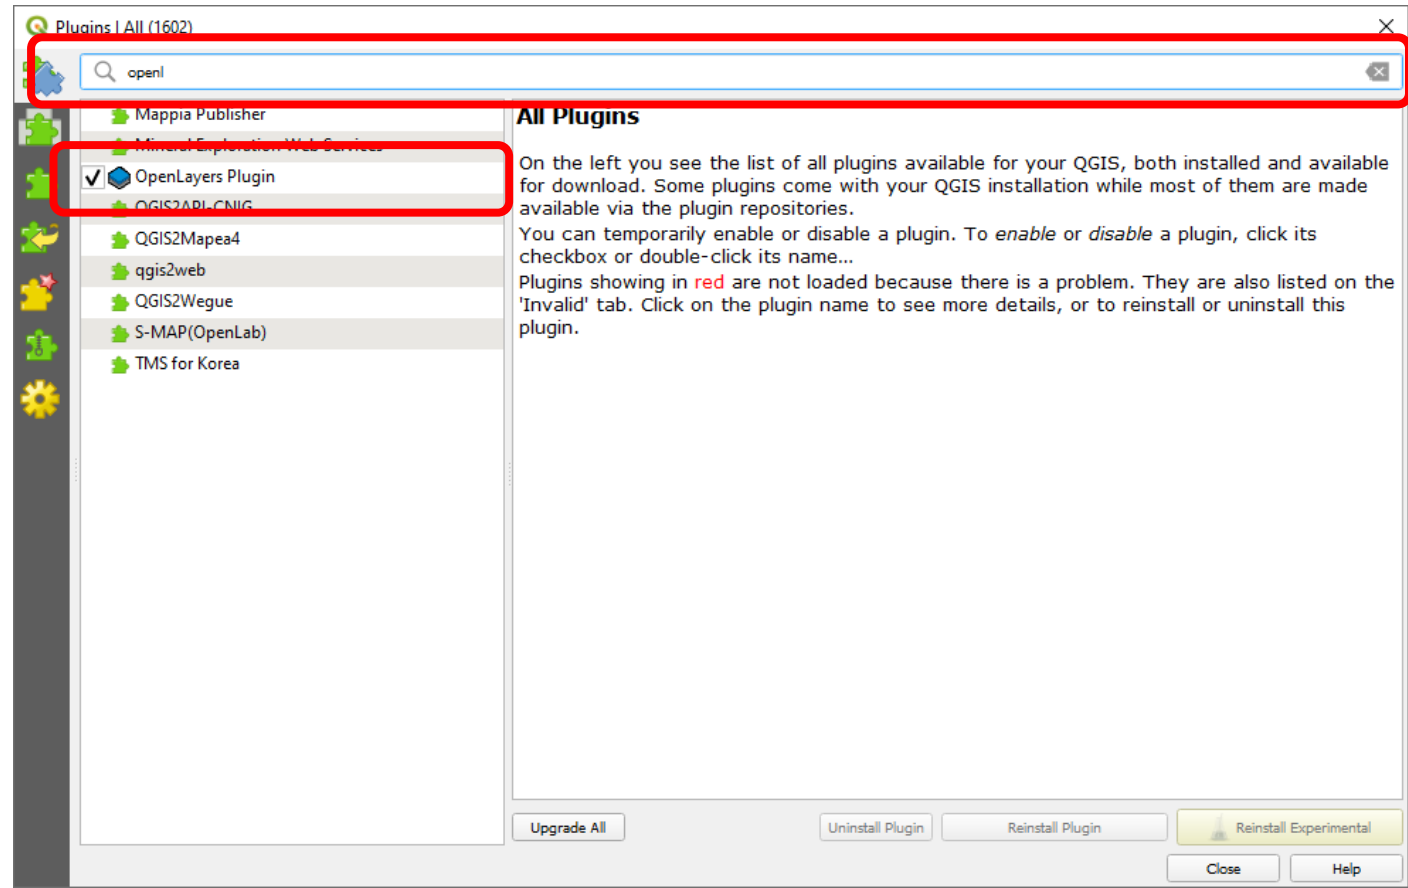 Plugins | All (1602)
openl
Mappia Publisher
Mineral Exploration Web Services
OpenLayers Plugin
QGIS2API-CNIG
QGIS2Mapea4
qgis2web
QGIS2Wegue
S-MAP(OpenLab)
TMS for Korea
All Plugins
On the left you see the list of all plugins available for your QGIS, both installed and available
for download. Some plugins come with your QGIS installation while most of them are made
available via the plugin repositories.
You can temporarily enable or disable a plugin. To enable or disable a plugin, click its
checkbox or double-click its name...
Plugins showing in red are not loaded because there is a problem. They are also listed on the
'Invalid' tab. Click on the plugin name to see more details, or to reinstall or uninstall this
plugin.
Upgrade All
Uninstall Plugin
Reinstall Plugin
Reinstall Experimental
Close
Help